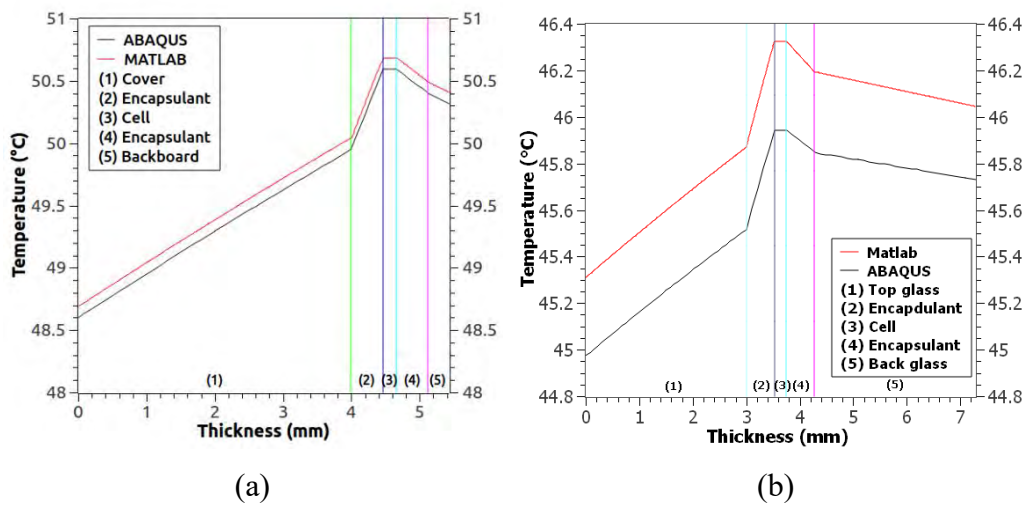 51
50.5
50
49.5
49
48.5
48
51
50.5
50
49.5
49
48.5
48
Temperature (°C)
ABAQUS
MATLAB
(1) Cover
(2) Encapsulant
(3) Cell
(4) Encapsulant
(5) Backboard
(1)
(2)
(3)
(4)
(5)
0
1
2
3
4
5
Thickness (mm)
(a)
46.4
46.2
46
45.8
45.6
45.4
45.2
45
44.8
46.4
46.2
46
45.8
45.6
45.4
45.2
45
44.8
Temperature (°C)
Matlab
ABAQUS
(1) Top glass
(2) Encapdulant
(3) Cell
(4) Encapsulant
(5) Back glass
(1)
(2)
(3)
(4)
(5)
0
1
2
3
4
5
6
7
Thickness (mm)
(b)